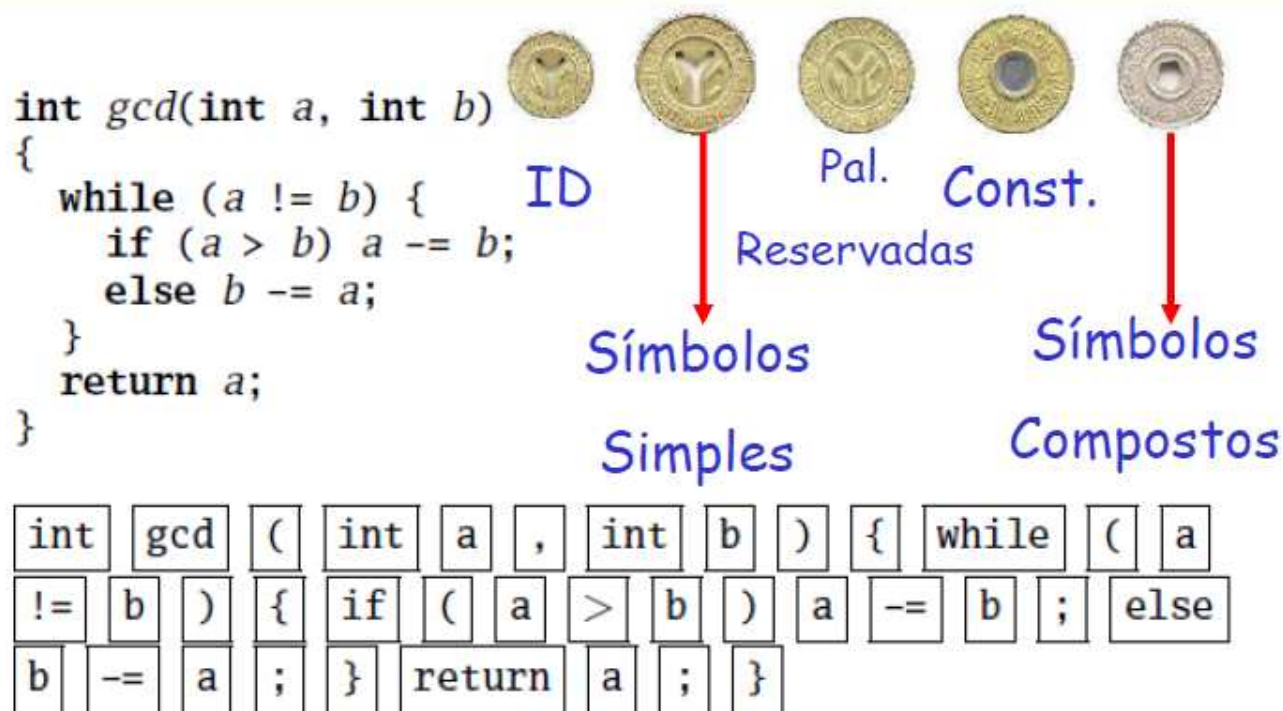 int gcd(int a, int b)
{
while (a != b) {
if (a > b) a -= b;
else b -= a;
}
return a;
}
ID
Pal.
Reservadas
Const.
Símbolos
Simples
Símbolos
Compostos
int gcd ( int a , int b ) { while ( a
!= b ) { if ( a > b ) a -= b ; else
b -= a ; } return a ; }